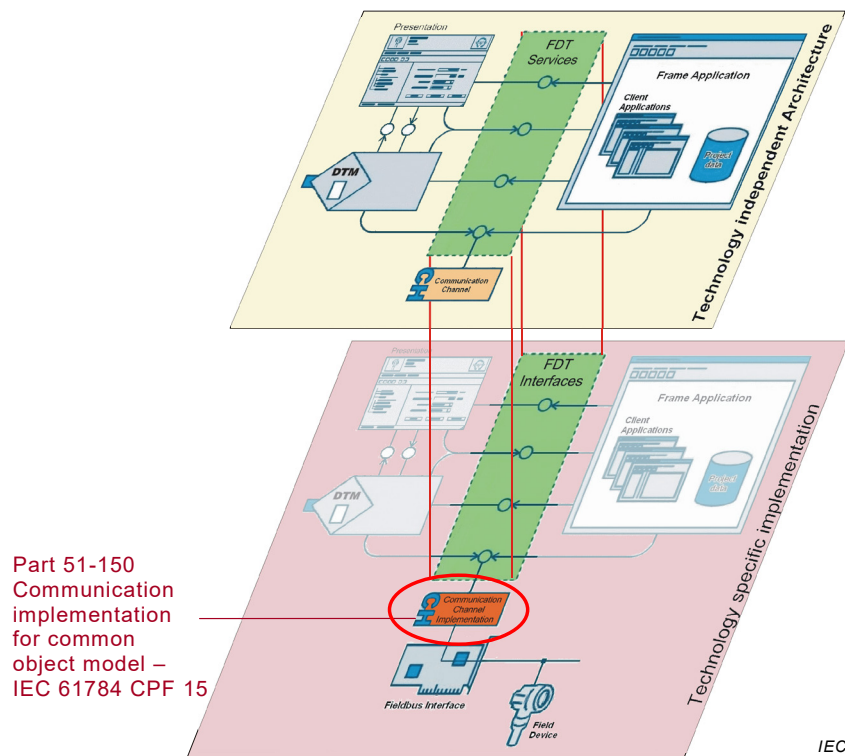 Presentation
FDT
Services
Frame Application
Client
Applications
Project
data
DTM
CH
Communication
Channel
Technology independent Architecture
Presentation
FDT
Interfaces
Frame Application
Client
Applications
Project
data
DTM
CH
Communication
Channel
Implementation
Fieldbus Interface
Field
Device
Technology specific implementation
Part 51-150
Communication
implementation
for common
object model –
IEC 61784 CPF 15
IEC